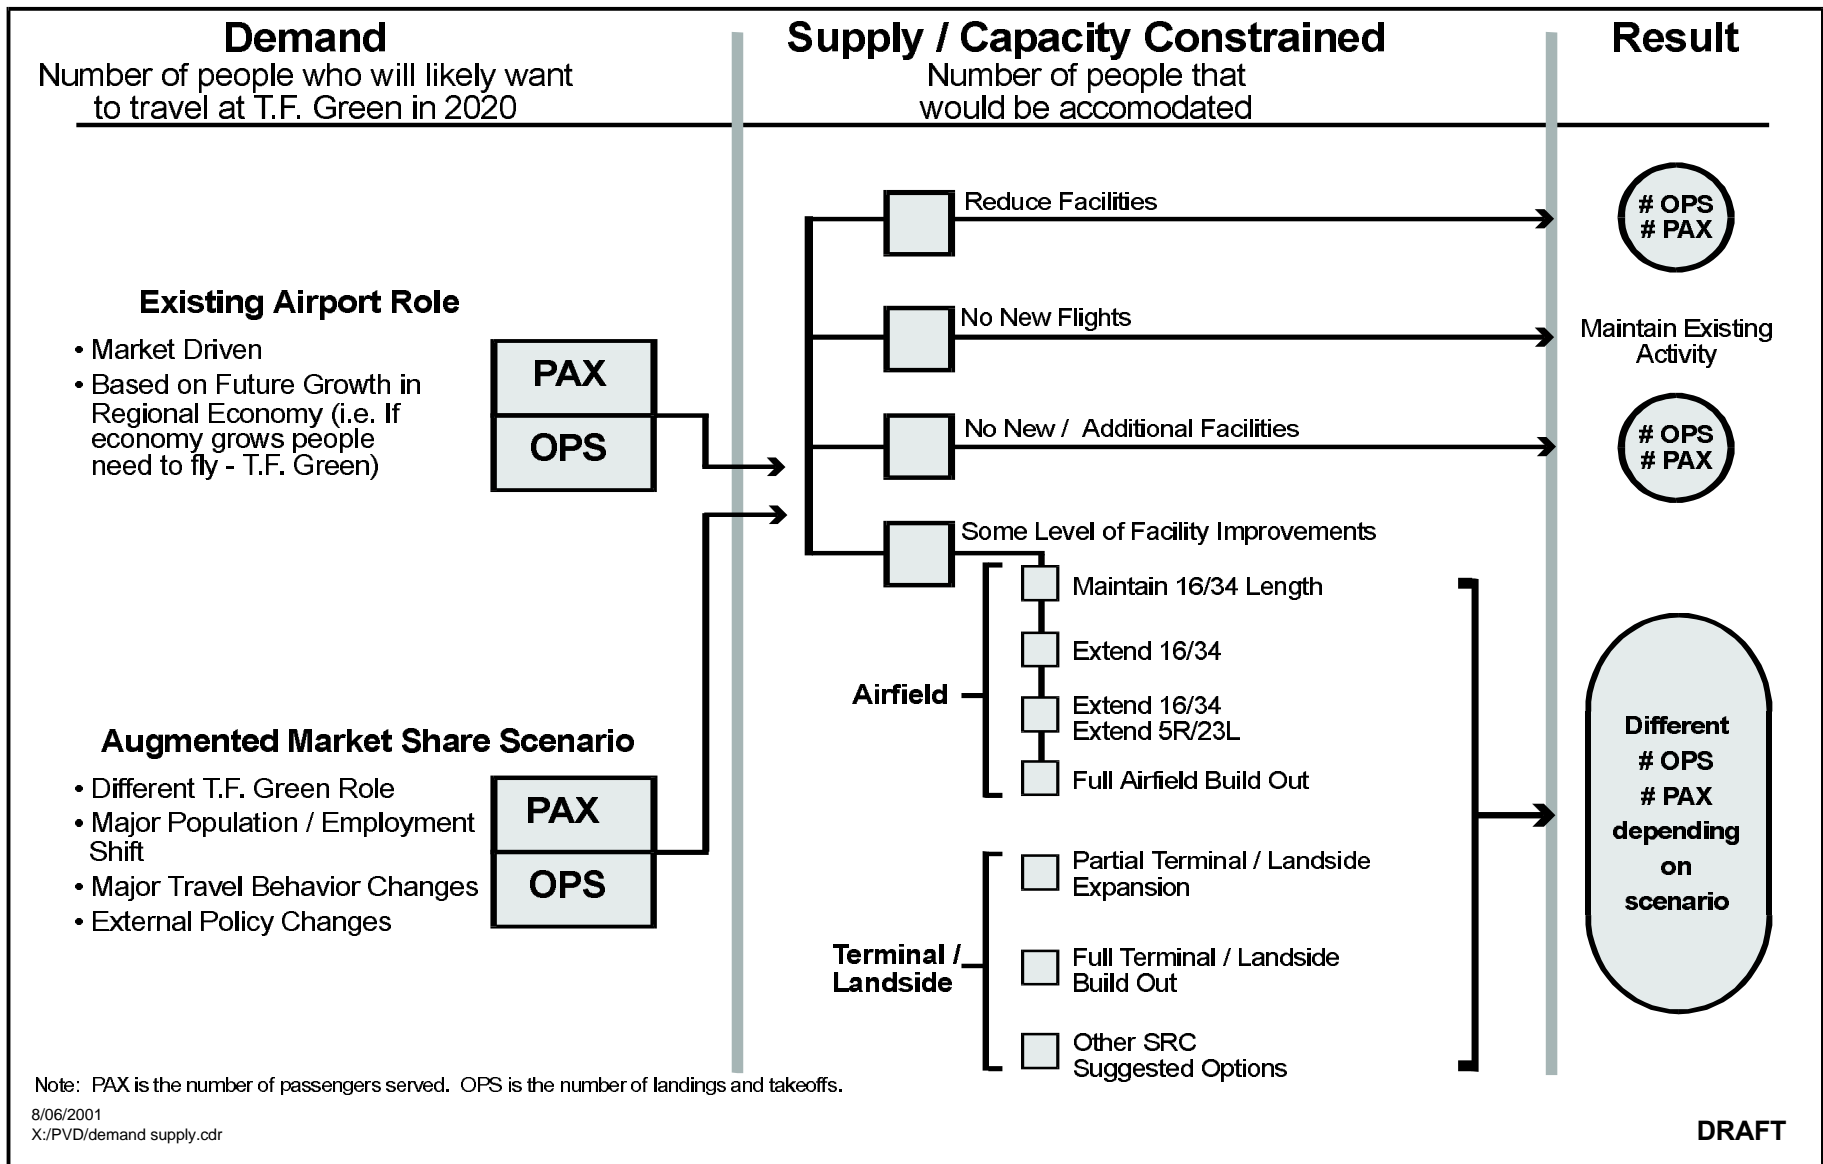 Demand
Number of people who will likely want
to travel at T.F. Green in 2020
Supply / Capacity Constrained
Number of people that
would be accomodated
Result
Existing Airport Role
• Market Driven
• Based on Future Growth in
Regional Economy (i.e. If
economy grows people
need to fly - T.F. Green)
PAX
OPS
Augmented Market Share Scenario
• Different T.F. Green Role
• Major Population / Employment
Shift
• Major Travel Behavior Changes
• External Policy Changes
PAX
OPS
Reduce Facilities
No New Flights
No New / Additional Facilities
Some Level of Facility Improvements
Airfield
Maintain 16/34 Length
Extend 16/34
Extend 16/34
Extend 5R/23L
Full Airfield Build Out
Terminal /
Landside
Partial Terminal / Landside
Expansion
Full Terminal / Landside
Build Out
Other SRC
Suggested Options
# OPS
# PAX
Maintain Existing
Activity
# OPS
# PAX
Different
# OPS
# PAX
depending
on
scenario
Note: PAX is the number of passengers served. OPS is the number of landings and takeoffs.
8/06/2001
X:/PVD/demand supply.cdr
DRAFT